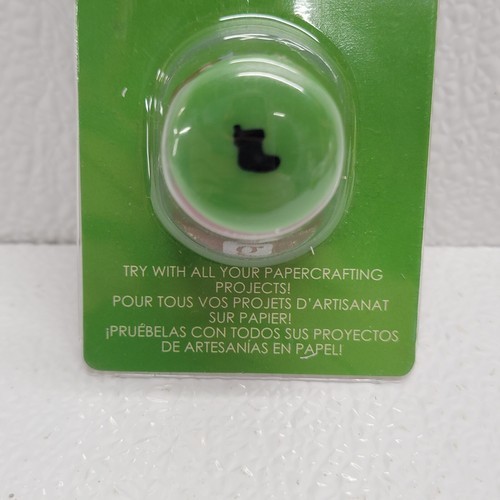 TRY WITH ALL YOUR PAPERCRAFTING
PROJECTS!
POUR TOUS VOS PROJETS D'ARTISANAT
SUR PAPIER!
¡PRUÉBELAS CON TODOS SUS PROYECTOS
DE ARTESANÍAS EN PAPEL!